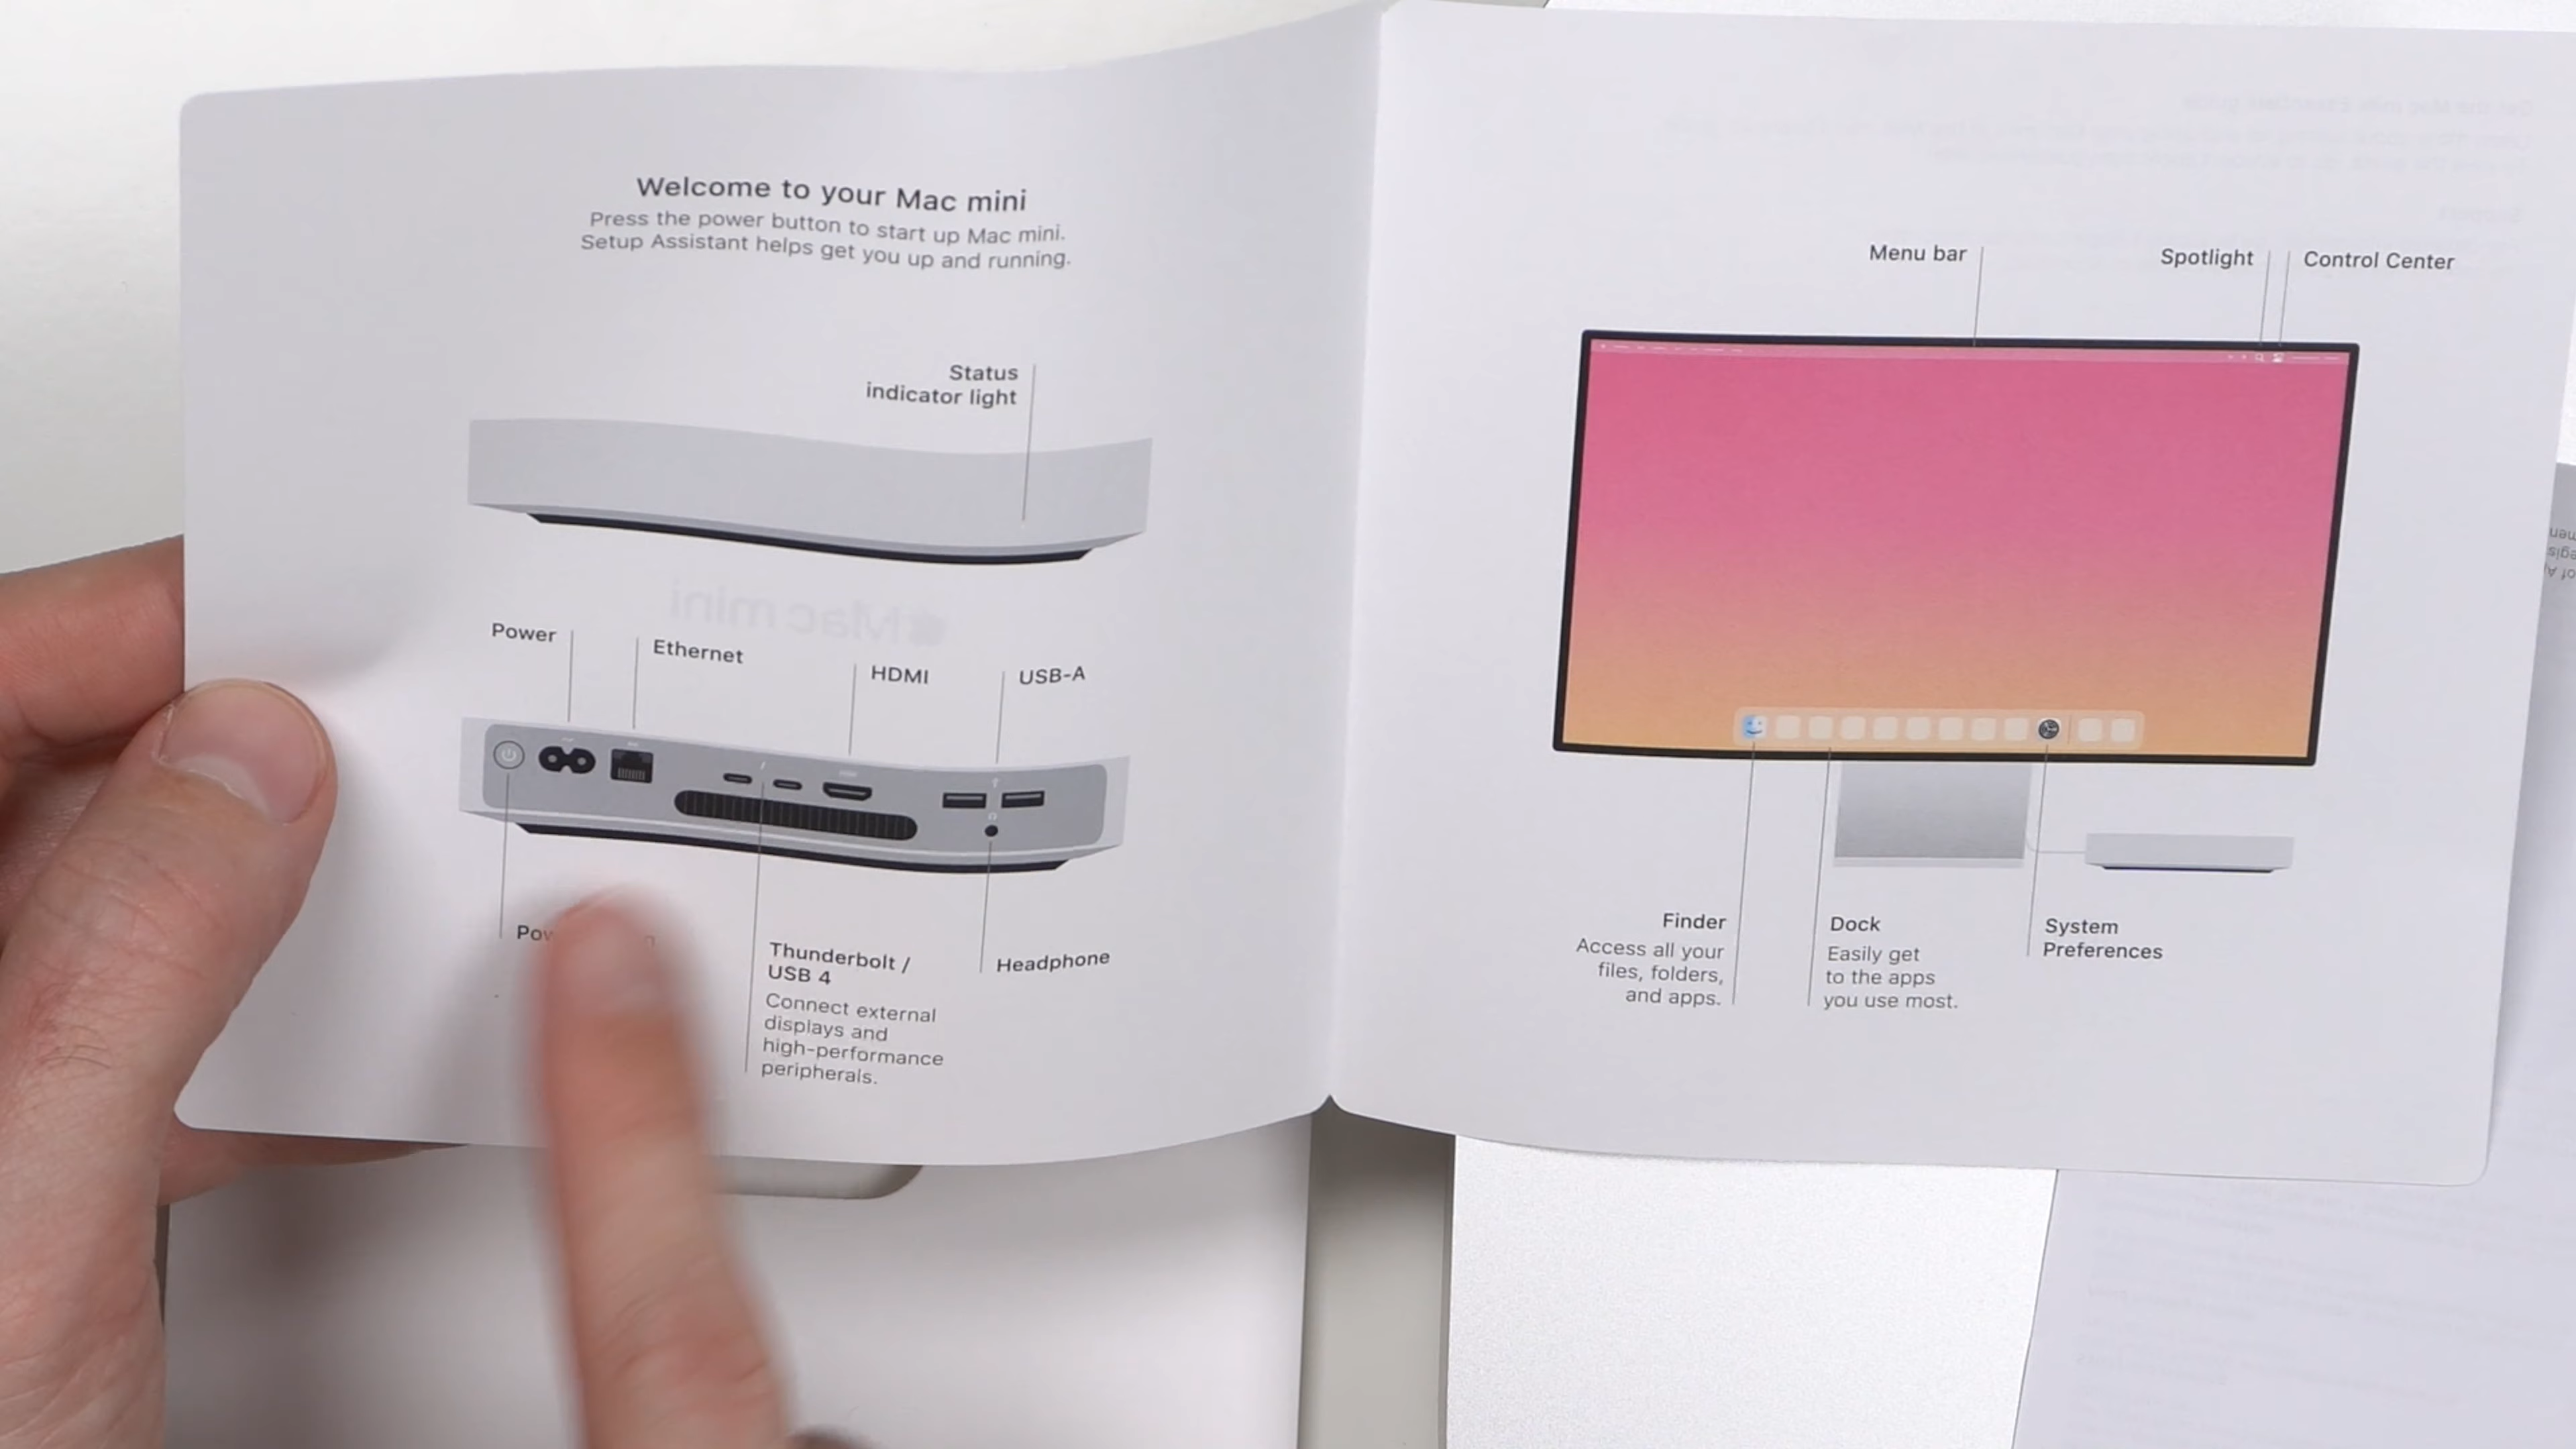 Welcome to your Mac mini
Press the power button to start up Mac mini.
Setup Assistant helps get you up and running.
Status
indicator light
Power
Ethernet
HDMI
USB-A
Thunderbolt /
USB 4
Connect external
displays and
high-performance
peripherals.
Headphone
Menu bar
Spotlight
Control Center
Finder
Access all your
files, folders,
and apps.
Dock
Easily get
to the apps
you use most.
System
Preferences
Mac mini